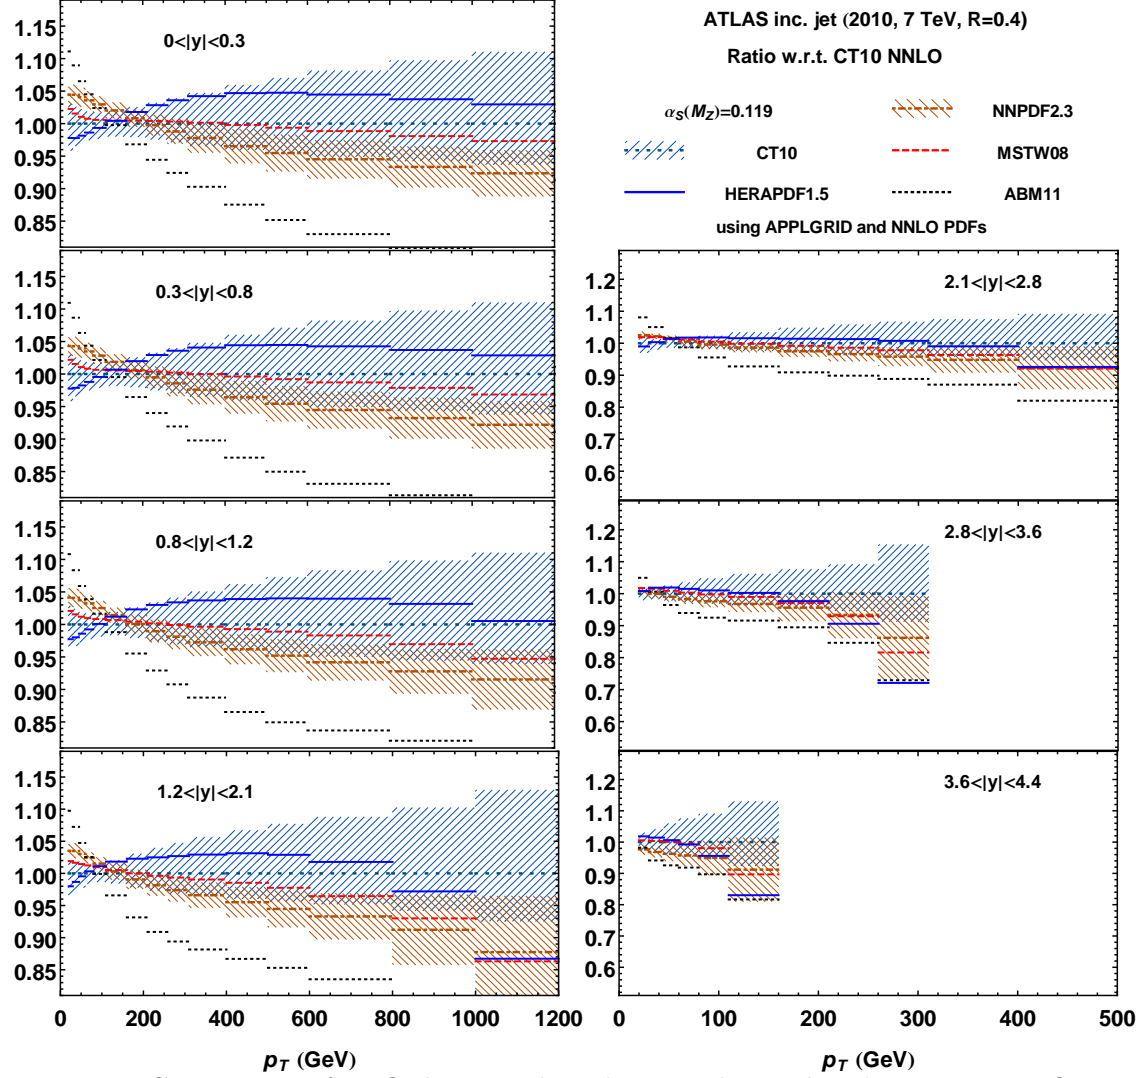 ATLAS inc. jet (2010, 7 TeV, R=0.4)
Ratio w.r.t. CT10 NNLO
α_S(M_Z)=0.119
NNPDF2.3
CT10
MSTW08
HERAPDF1.5
ABM11
using APPLGRID and NNLO PDFs
0<|y|<0.3
1.15
1.10
1.05
1.00
0.95
0.90
0.85
0.3<|y|<0.8
1.15
1.10
1.05
1.00
0.95
0.90
0.85
0.8<|y|<1.2
1.15
1.10
1.05
1.00
0.95
0.90
0.85
1.2<|y|<2.1
1.15
1.10
1.05
1.00
0.95
0.90
0.85
0 200 400 600 800 1000 1200
p_T (GeV)
2.1<|y|<2.8
1.2
1.1
1.0
0.9
0.8
0.7
0.6
2.8<|y|<3.6
1.2
1.1
1.0
0.9
0.8
0.7
0.6
3.6<|y|<4.4
1.2
1.1
1.0
0.9
0.8
0.7
0.6
0 100 200 300 400 500
p_T (GeV)